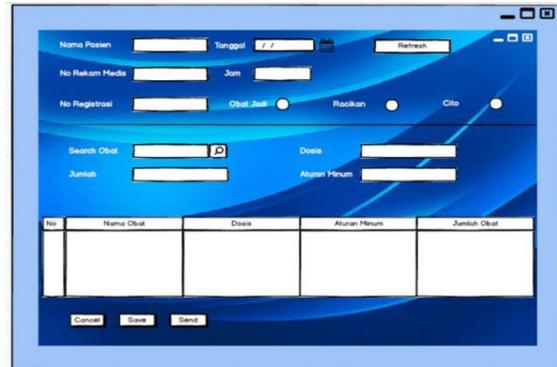 Nama Pasien Tanggal / / Refresh
No Rekam Medis Jam
No Registrasi Obat Jadi Racikan Cito
Search Obat Dosis
Jumlah Aturan Minum
No Nama Obat Dosis Aturan Minum Jumlah Obat
Cancel Save Send